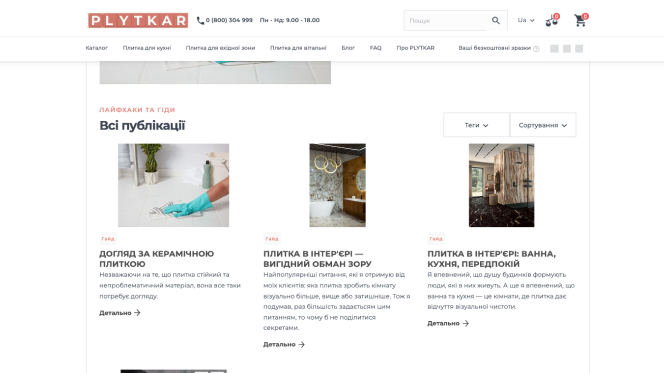 PLYTKAR
0 (800) 304 999 Пн - Нд: 9.00 - 18.00
Пошук
Ua
0
0
Каталог Плитка для кухні Плитка для вхідної зони Плитка для вітальні Блог FAQ Про PLYTKAR Ваші безкоштовні зразки
ЛАЙФХАКИ ТА ГІДИ
Всі публікації
Теги
Сортування
Гайд
ДОГЛЯД ЗА КЕРАМІЧНОЮ
ПЛИТКОЮ
Незважаючи на те, що плитка стійкий та
непроблематичний матеріал, вона все таки
потребує догляду.
Детально
Гайд
ПЛИТКА В ІНТЕР'ЄРІ —
ВИГІДНИЙ ОБМАН ЗОРУ
Найпопулярніші питання, які я отримую від
моїх клієнтів: яка плитка зробить кімнату
візуально більше, вище або затишніше. Тож я
подумав, раз більшість задаєтьсям цим
питанням, то чому б не поділитися
секретами.
Детально
Гайд
ПЛИТКА В ІНТЕР'ЄРІ: ВАННА,
КУХНЯ, ПЕРЕДПОКІЙ
Я впевнений, що душу будинків формують
люди, які в них живуть. А ще я впевнений, що
ванна та кухня — це кімнати, де плитка дає
відчуття візуальної чистоти.
Детально